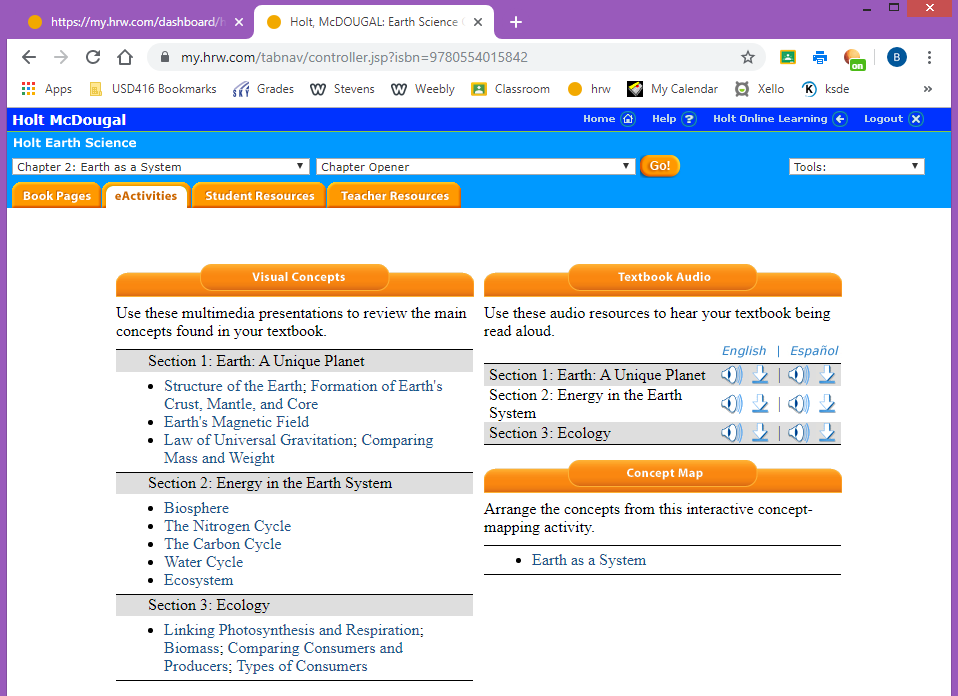 https://my.hrw.com/dashboard/h
Holt, McDOUGAL: Earth Science
my.hrw.com/tabnav/controller.jsp?isbn=9780554015842
on
B
Apps USD416 Bookmarks Grades Stevens Weebly Classroom hrw My Calendar Xello ksde »
Holt McDougal Home Help ? Holt Online Learning Logout
Holt Earth Science
Chapter 2: Earth as a System Chapter Opener Go! Tools:
Book Pages eActivities Student Resources Teacher Resources
Visual Concepts
Use these multimedia presentations to review the main
concepts found in your textbook.
Section 1: Earth: A Unique Planet
• Structure of the Earth; Formation of Earth's
Crust, Mantle, and Core
• Earth's Magnetic Field
• Law of Universal Gravitation; Comparing
Mass and Weight
Section 2: Energy in the Earth System
• Biosphere
• The Nitrogen Cycle
• The Carbon Cycle
• Water Cycle
• Ecosystem
Section 3: Ecology
• Linking Photosynthesis and Respiration;
Biomass; Comparing Consumers and
Producers; Types of Consumers
Textbook Audio
Use these audio resources to hear your textbook being
read aloud.
English | Español
Section 1: Earth: A Unique Planet |
Section 2: Energy in the Earth
System |
Section 3: Ecology |
Concept Map
Arrange the concepts from this interactive concept-
mapping activity.
• Earth as a System